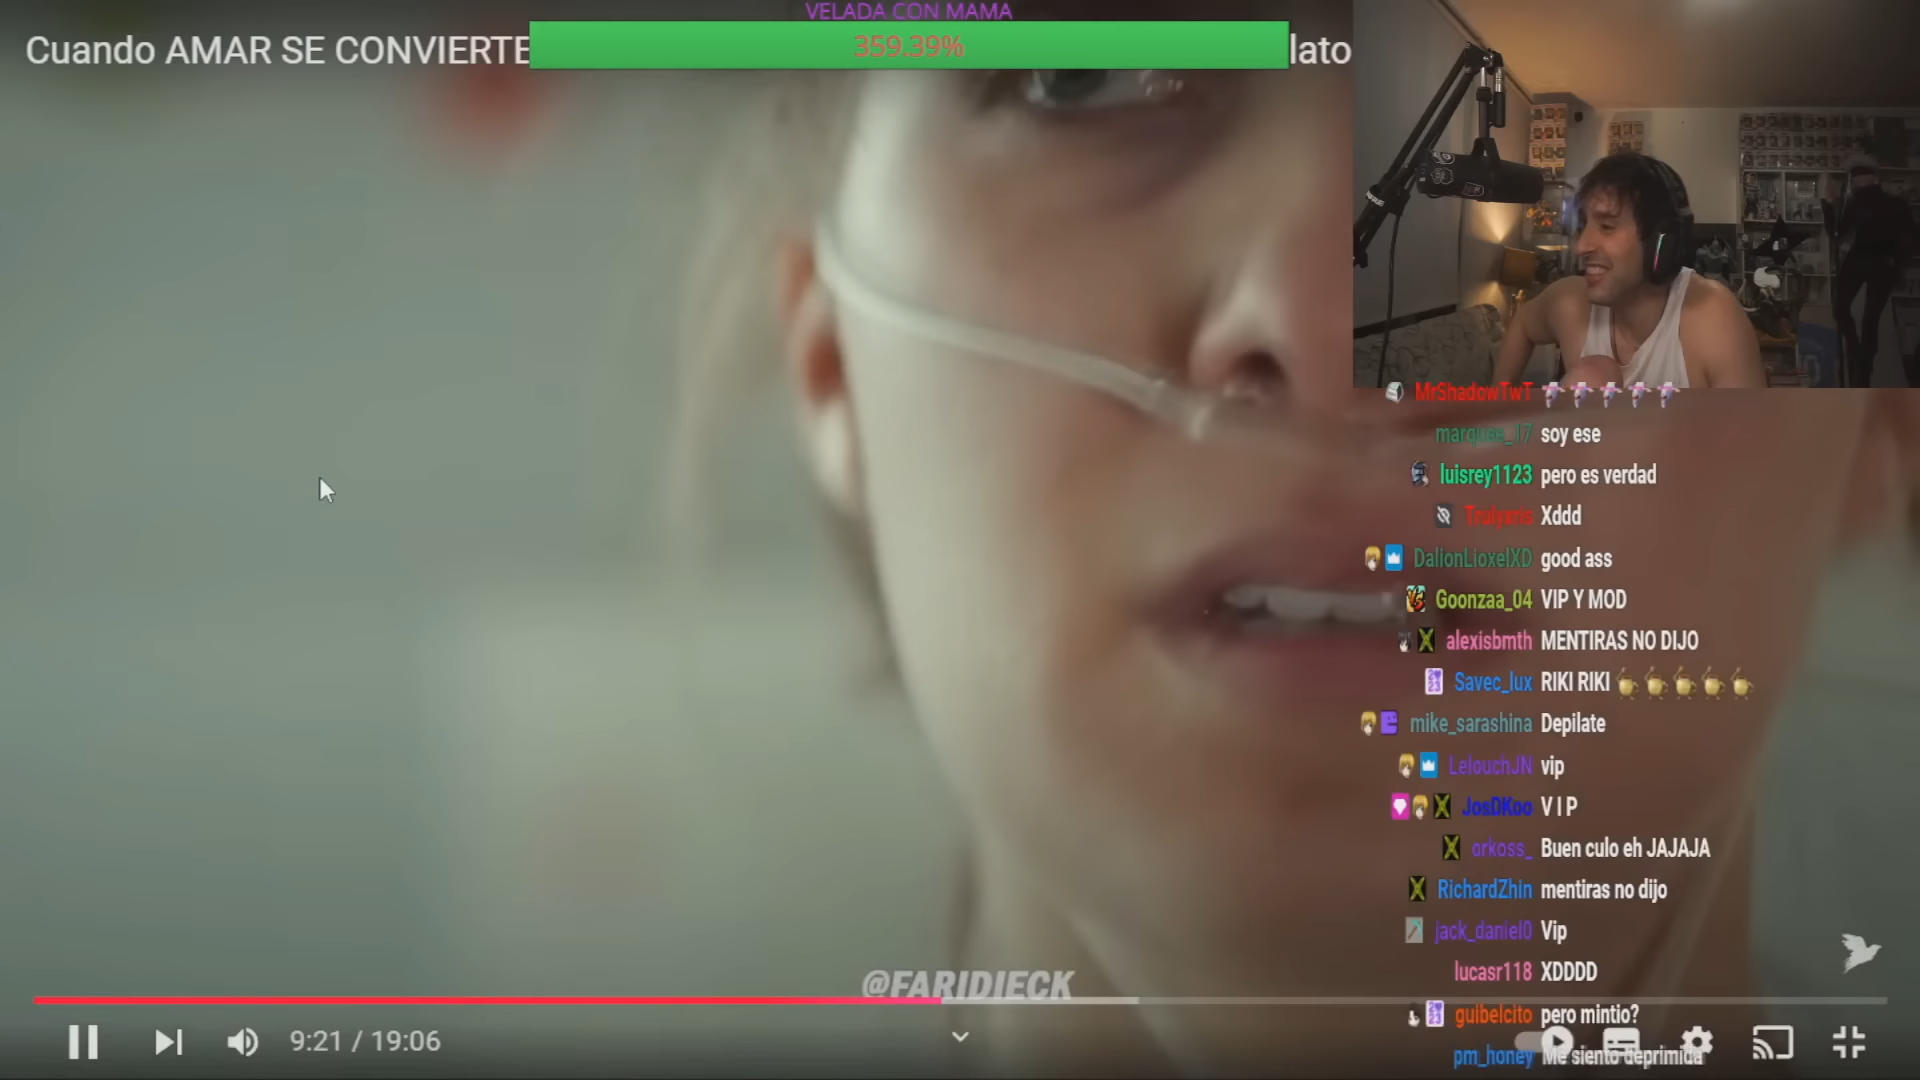 VELADA CON MAMA
359.39%
Cuando AMAR SE CONVIERTE
lato
MrShadowTwT
marquee_17 soy ese
luisrey1123 pero es verdad
Trulyaris Xddd
DalionLioxelXD good ass
Goonzaa_04 VIP Y MOD
alexisbmth MENTIRAS NO DIJO
Savec_lux RIKI RIKI
mike_sarashina Depilate
LelouchJN vip
JosDKoo V I P
orkoss_ Buen culo eh JAJAJA
RichardZhin mentiras no dijo
jack_daniel0 Vip
lucasr118 XDDDD
guibelcito pero mintio?
pm_honey Me siento deprimida
@FARIDIECK
9:21 / 19:06